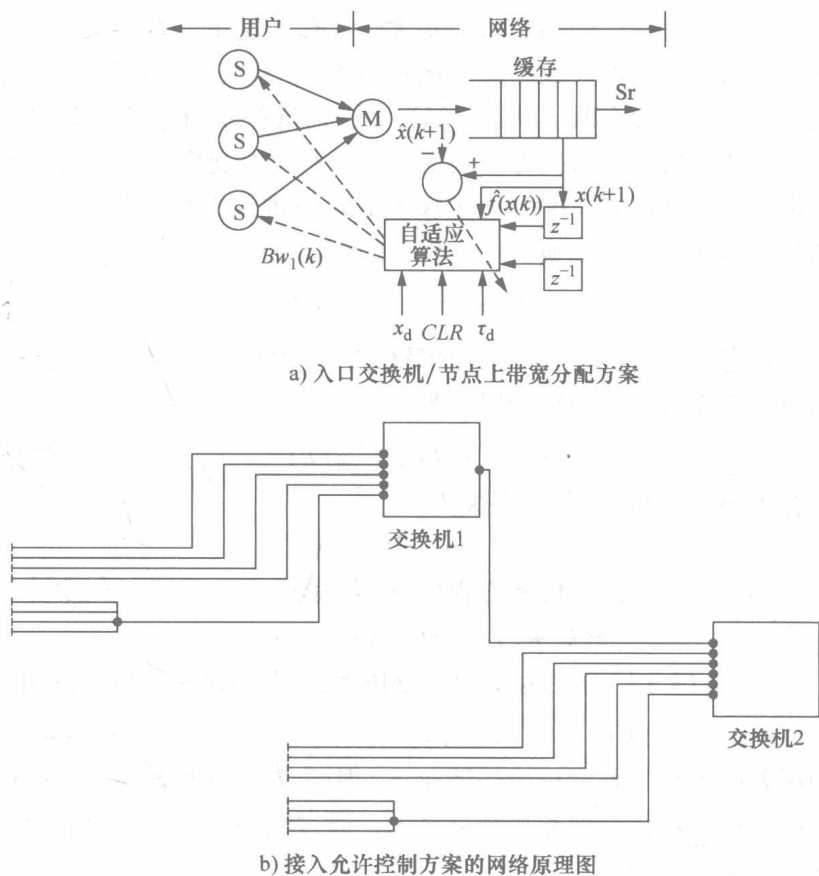 用户 网络
缓存
S
S
S
M
Sr
x̂(k+1)
−
+
f̂(x(k))
x(k+1)
z⁻¹
z⁻¹
自适应
算法
Bw₁(k)
x_d CLR τ_d
a) 入口交换机/节点上带宽分配方案
交换机1
交换机2
b) 接入允许控制方案的网络原理图